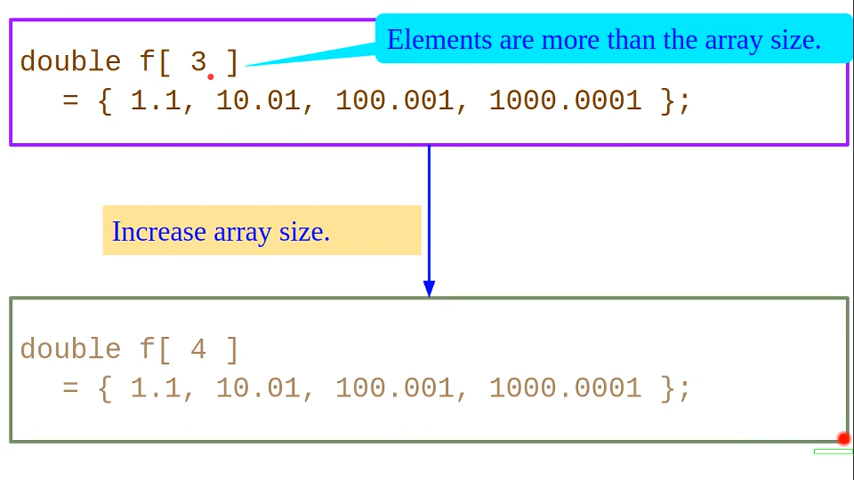 Elements are more than the array size.
double f[ 3 ]
= { 1.1, 10.01, 100.001, 1000.0001 };
Increase array size.
double f[ 4 ]
= { 1.1, 10.01, 100.001, 1000.0001 };